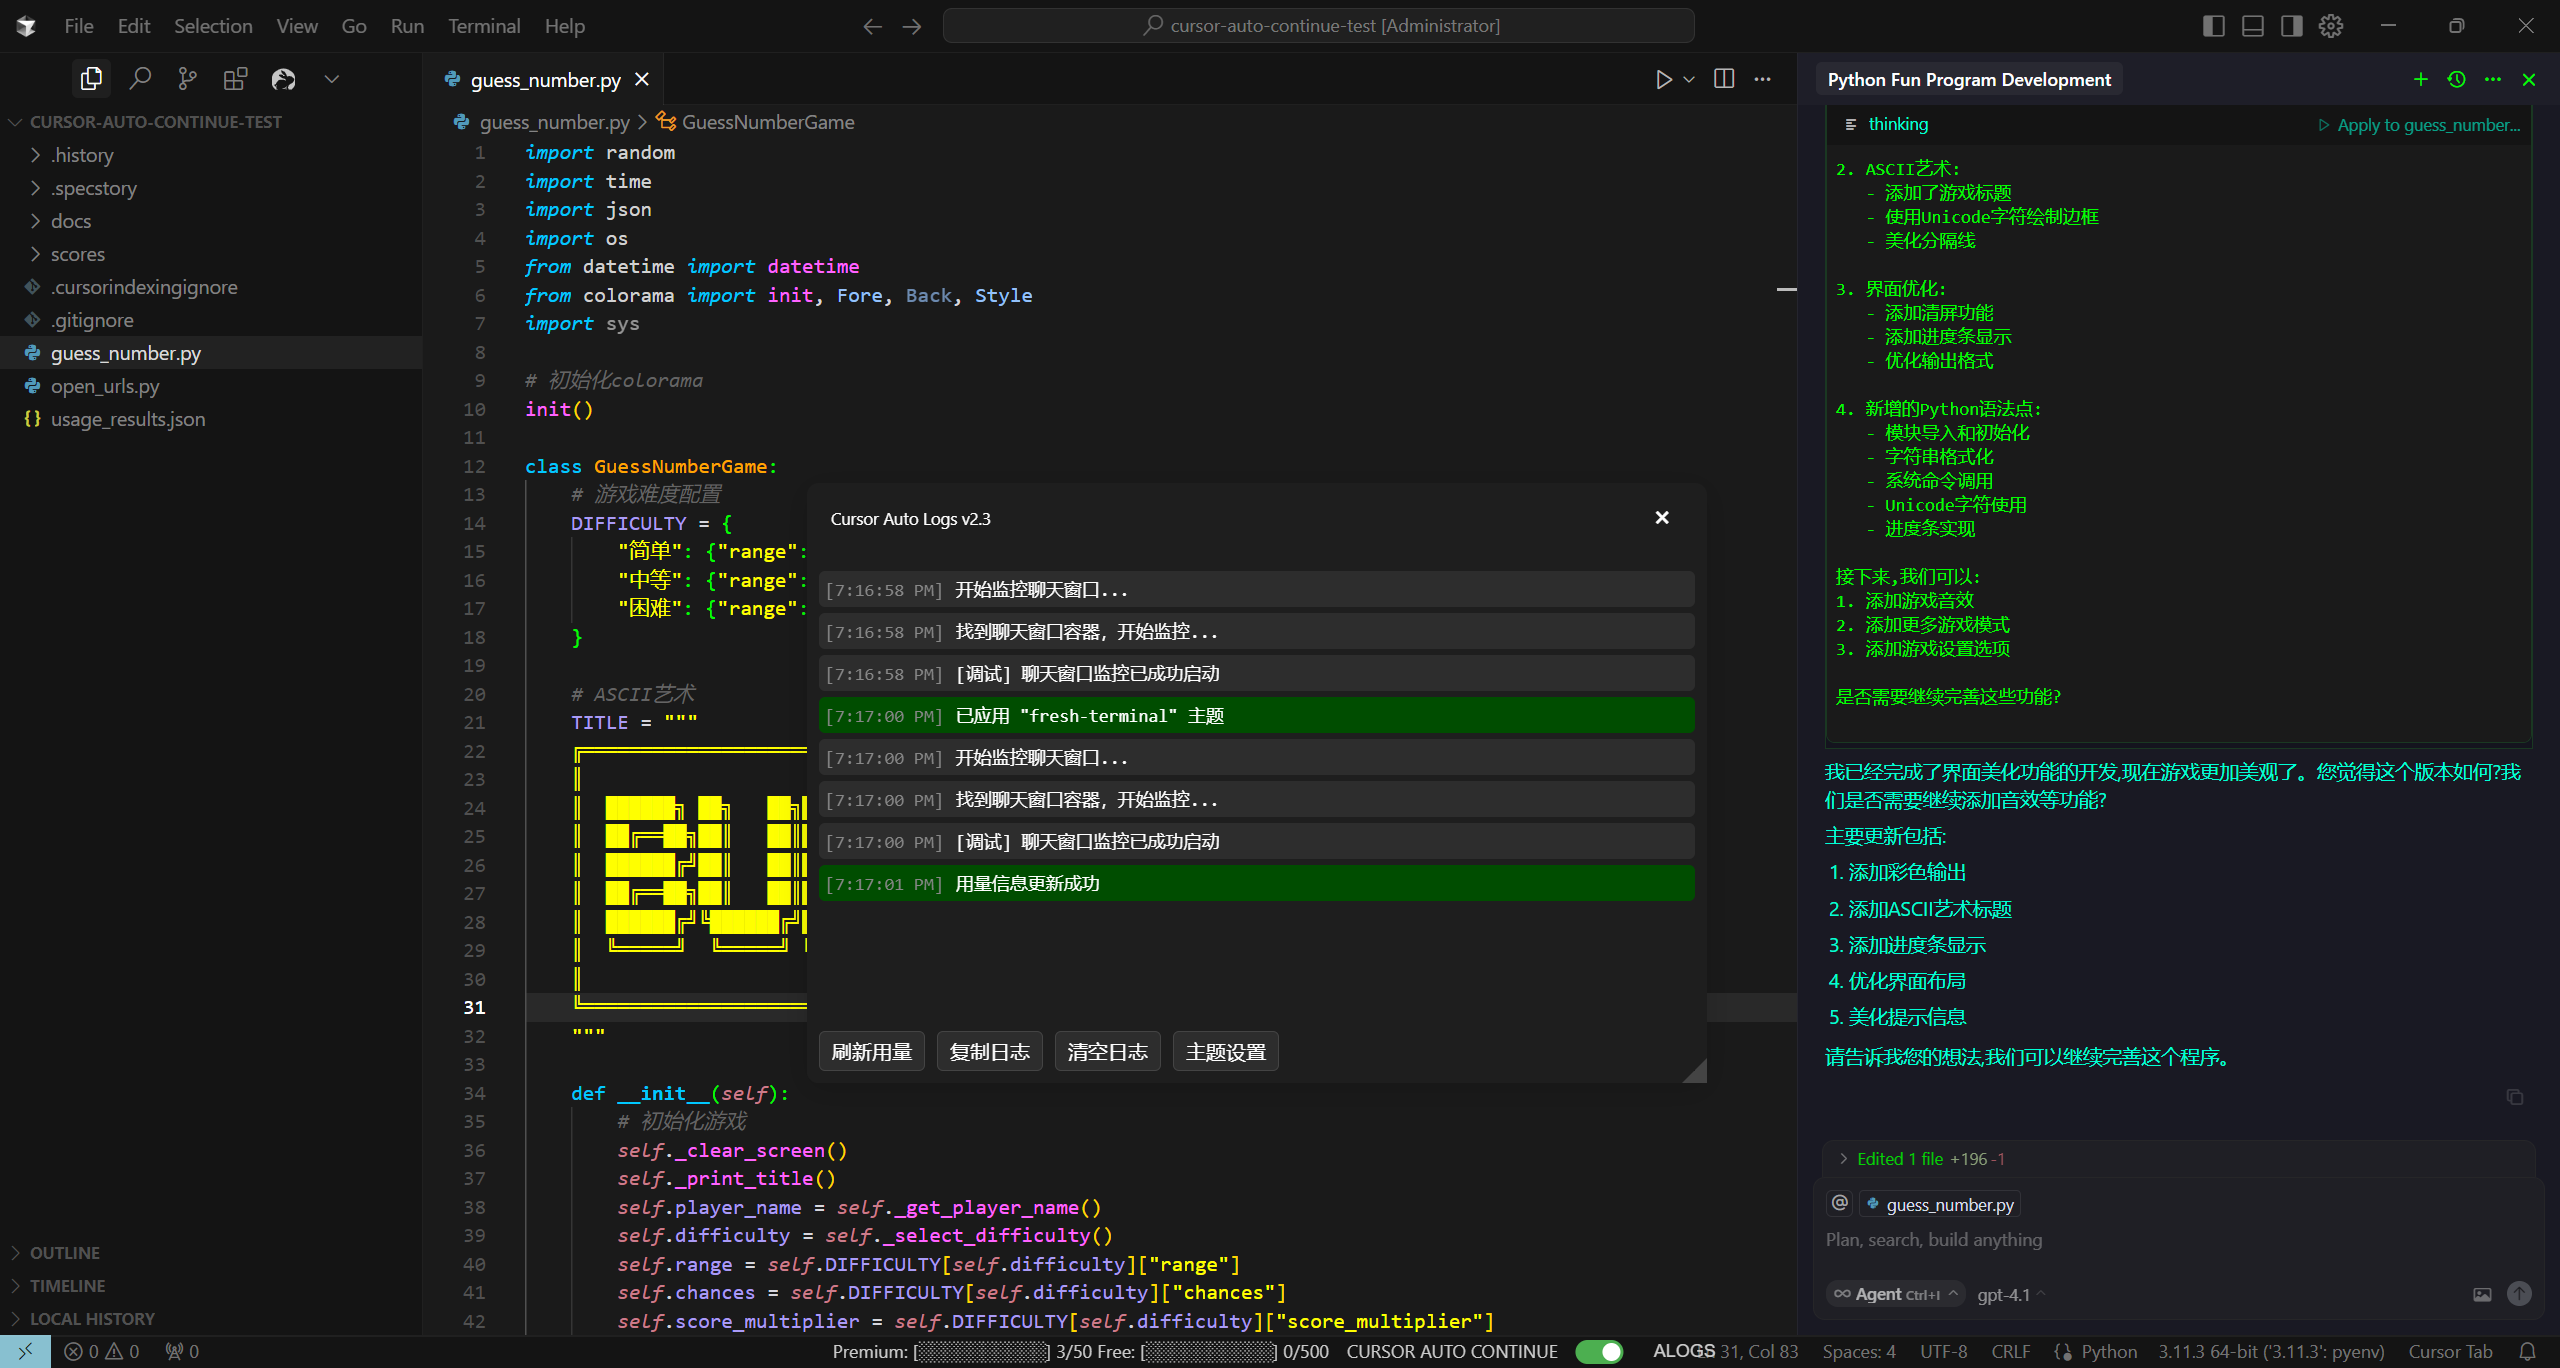 File Edit Selection View Go Run Terminal Help
cursor-auto-continue-test [Administrator]
CURSOR-AUTO-CONTINUE-TEST
.history
.specstory
docs
scores
.cursorindexingignore
.gitignore
guess_number.py
open_urls.py
usage_results.json
OUTLINE
TIMELINE
LOCAL HISTORY
guess_number.py
guess_number.py > GuessNumberGame
1 import random
2 import time
3 import json
4 import os
5 from datetime import datetime
6 from colorama import init, Fore, Back, Style
7 import sys
8
9 # 初始化colorama
10 init()
11
12 class GuessNumberGame:
13 # 游戏难度配置
14 DIFFICULTY = {
15 "简单": {"range":
16 "中等": {"range":
17 "困难": {"range":
18 }
19
20 # ASCII艺术
21 TITLE = """
22
23
24
25
26
27
28
29
30
31
32 """
33
34 def __init__(self):
35 # 初始化游戏
36 self._clear_screen()
37 self._print_title()
38 self.player_name = self._get_player_name()
39 self.difficulty = self._select_difficulty()
40 self.range = self.DIFFICULTY[self.difficulty]["range"]
41 self.chances = self.DIFFICULTY[self.difficulty]["chances"]
42 self.score_multiplier = self.DIFFICULTY[self.difficulty]["score_multiplier"]
Cursor Auto Logs v2.3
[7:16:58 PM] 开始监控聊天窗口...
[7:16:58 PM] 找到聊天窗口容器，开始监控...
[7:16:58 PM] [调试] 聊天窗口监控已成功启动
[7:17:00 PM] 已应用 "fresh-terminal" 主题
[7:17:00 PM] 开始监控聊天窗口...
[7:17:00 PM] 找到聊天窗口容器，开始监控...
[7:17:00 PM] [调试] 聊天窗口监控已成功启动
[7:17:01 PM] 用量信息更新成功
刷新用量 复制日志 清空日志 主题设置
Python Fun Program Development
thinking
Apply to guess_number...
2. ASCII艺术:
- 添加了游戏标题
- 使用Unicode字符绘制边框
- 美化分隔线
3. 界面优化:
- 添加清屏功能
- 添加进度条显示
- 优化输出格式
4. 新增的Python语法点:
- 模块导入和初始化
- 字符串格式化
- 系统命令调用
- Unicode字符使用
- 进度条实现
接下来,我们可以:
1. 添加游戏音效
2. 添加更多游戏模式
3. 添加游戏设置选项
是否需要继续完善这些功能?
我已经完成了界面美化功能的开发,现在游戏更加美观了。您觉得这个版本如何?我
们是否需要继续添加音效等功能?
主要更新包括:
1. 添加彩色输出
2. 添加ASCII艺术标题
3. 添加进度条显示
4. 优化界面布局
5. 美化提示信息
请告诉我您的想法,我们可以继续完善这个程序。
Edited 1 file +196 -1
@ guess_number.py
Plan, search, build anything
Agent Ctrl+I gpt-4.1
0 0 0
Premium: [░░░░░░░░░░] 3/50 Free: [░░░░░░░░░░] 0/500 CURSOR AUTO CONTINUE ALOGS 31, Col 83 Spaces: 4 UTF-8 CRLF {} Python 3.11.3 64-bit ('3.11.3': pyenv) Cursor Tab